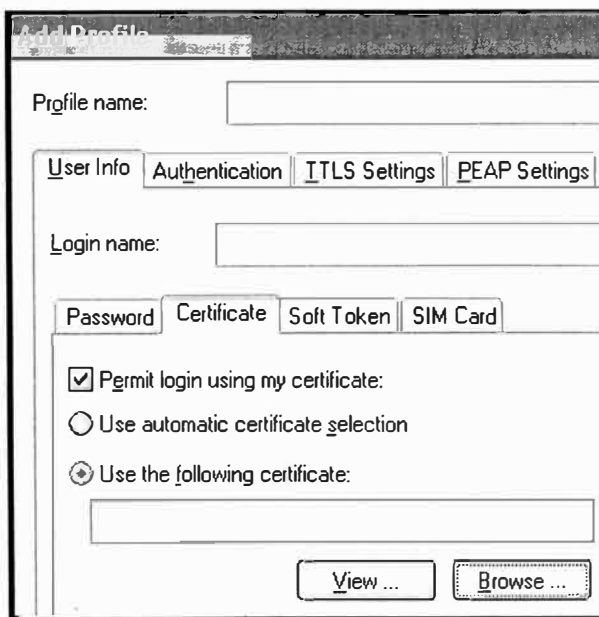 Add Profile
Profile name:
User Info Authentication TTLS Settings PEAP Settings
Login name:
Password Certificate Soft Token SIM Card
Permit login using my certificate:
Use automatic certificate selection
Use the following certificate:
View ... Browse ...